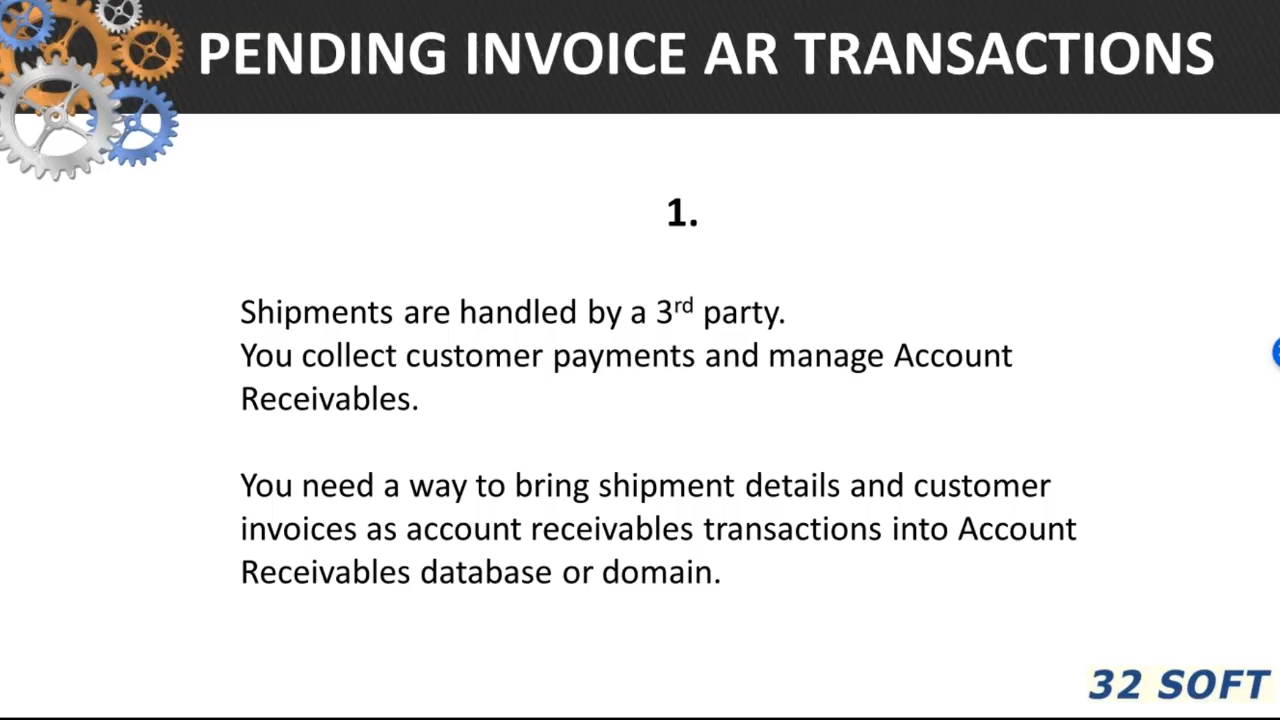 PENDING INVOICE AR TRANSACTIONS
1.
Shipments are handled by a 3rd party.
You collect customer payments and manage Account
Receivables.
You need a way to bring shipment details and customer
invoices as account receivables transactions into Account
Receivables database or domain.
32 SOFT